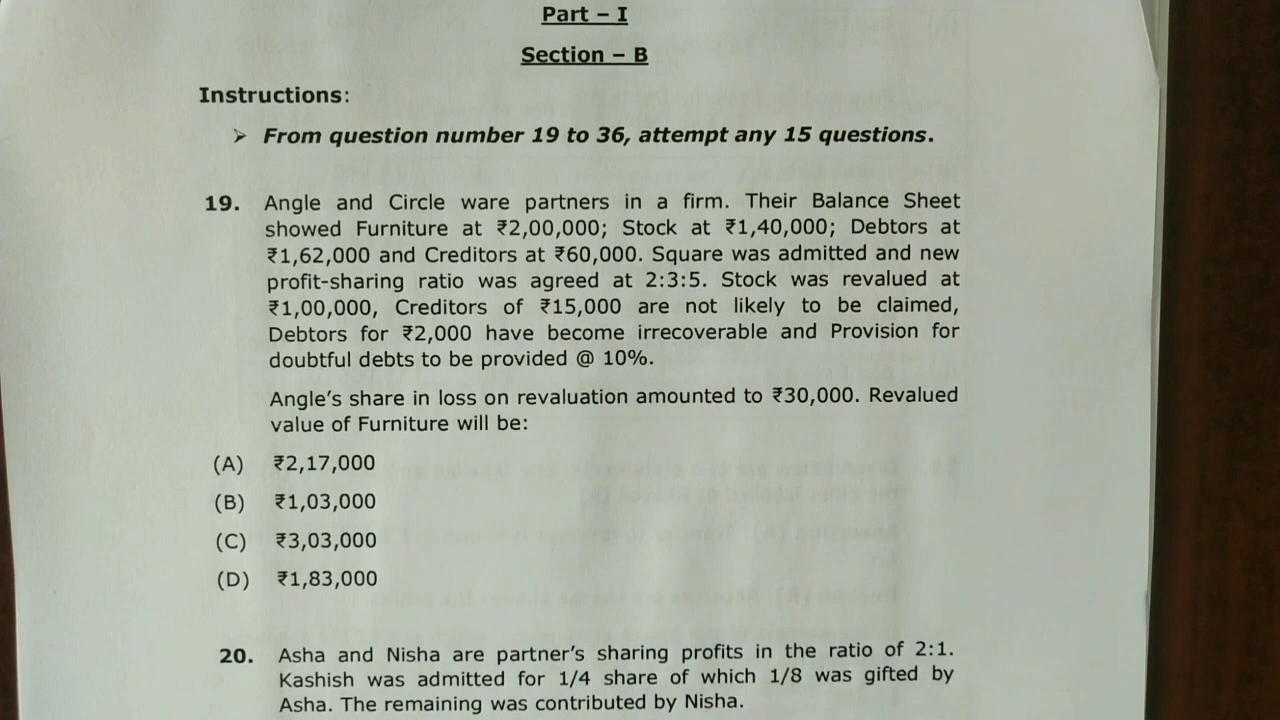 Part – I
Section – B
Instructions:
➢ From question number 19 to 36, attempt any 15 questions.
19. Angle and Circle ware partners in a firm. Their Balance Sheet
showed Furniture at ₹2,00,000; Stock at ₹1,40,000; Debtors at
₹1,62,000 and Creditors at ₹60,000. Square was admitted and new
profit-sharing ratio was agreed at 2:3:5. Stock was revalued at
₹1,00,000, Creditors of ₹15,000 are not likely to be claimed,
Debtors for ₹2,000 have become irrecoverable and Provision for
doubtful debts to be provided @ 10%.
Angle’s share in loss on revaluation amounted to ₹30,000. Revalued
value of Furniture will be:
(A) ₹2,17,000
(B) ₹1,03,000
(C) ₹3,03,000
(D) ₹1,83,000
20. Asha and Nisha are partner’s sharing profits in the ratio of 2:1.
Kashish was admitted for 1/4 share of which 1/8 was gifted by
Asha. The remaining was contributed by Nisha.